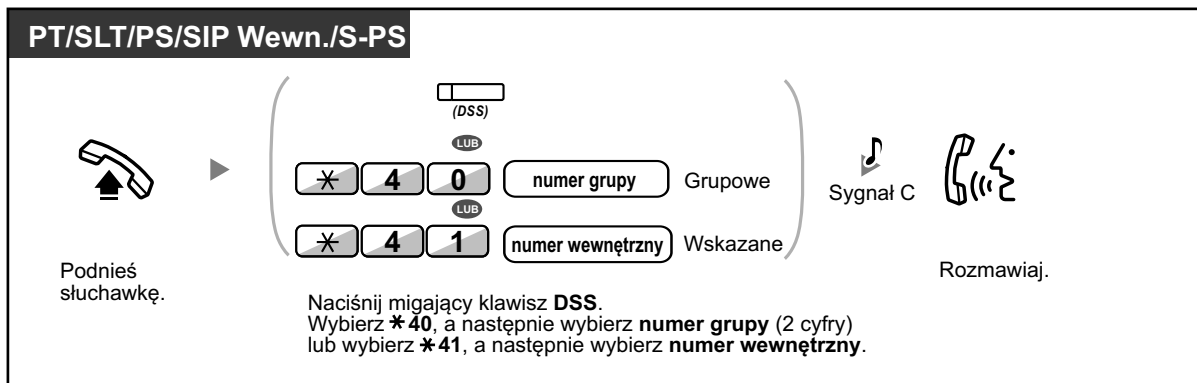 PT/SLT/PS/SIP Wewn./S-PS
(DSS)
LUB
* 4 0 numer grupy Grupowe
LUB
* 4 1 numer wewnętrzny Wskazane
Podnieś
słuchawkę.
Sygnał C
Rozmawiaj.
Naciśnij migający klawisz DSS.
Wybierz *40, a następnie wybierz numer grupy (2 cyfry)
lub wybierz *41, a następnie wybierz numer wewnętrzny.